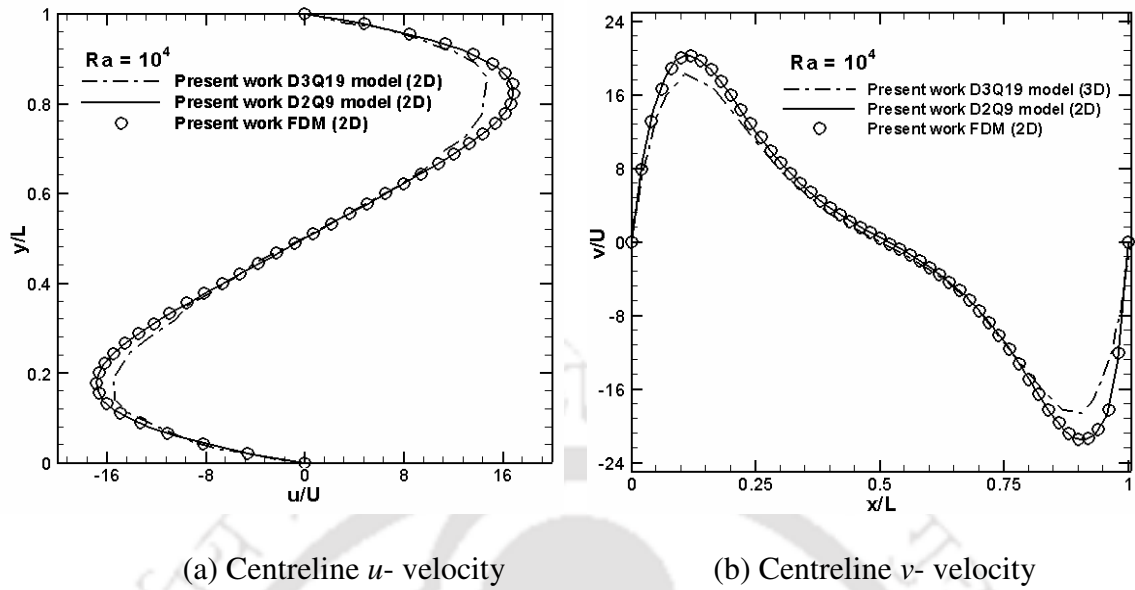 Ra = 10⁴
Present work D3Q19 model (2D)
Present work D2Q9 model (2D)
Present work FDM (2D)
1
0.8
0.6
0.4
0.2
0
y/L
-16
-8
0
8
16
u/U
Ra = 10⁴
Present work D3Q19 model (3D)
Present work D2Q9 model (2D)
Present work FDM (2D)
24
16
8
0
-8
-16
-24
v/U
0
0.25
0.5
0.75
1
x/L
(a) Centreline u- velocity
(b) Centreline v- velocity